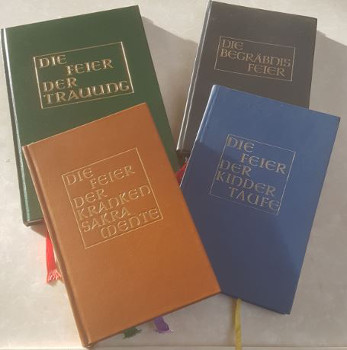 DIE
FEIER
DER
TRAUUNG
DIE
BEGRÄBNIS
FEIER
DIE
FEIER
DER
KRANKEN
SAKRA
MENTE
DIE
FEIER
DER
KINDER
TAUFE